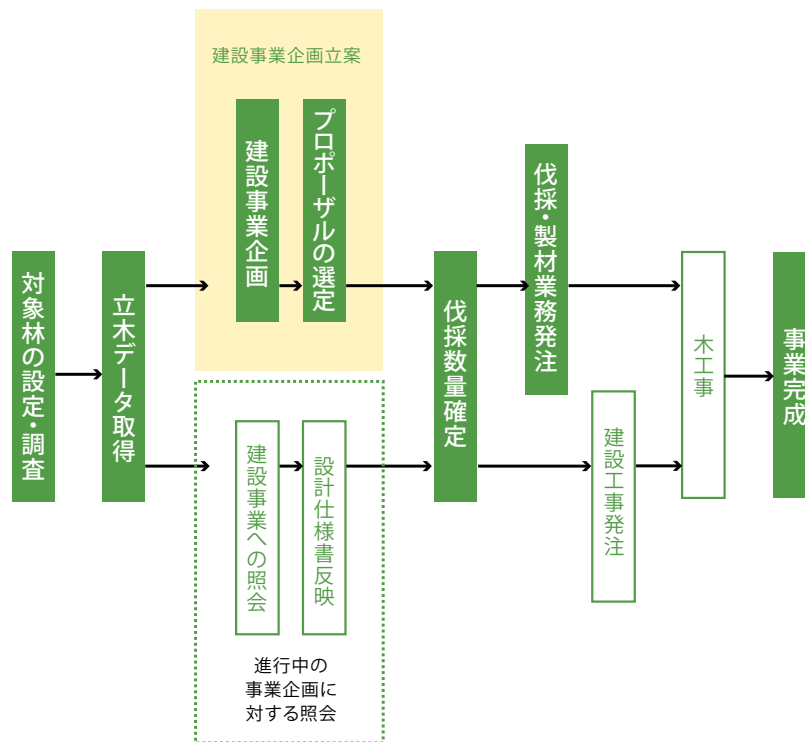 対象林の設定・調査
立木データ取得
建設事業企画立案
建設事業企画
プロポーザルの選定
建設事業への照会
設計仕様書反映
進行中の
事業企画に
対する照会
伐採数量確定
伐採・製材業務発注
建設工事発注
木工事
事業完成